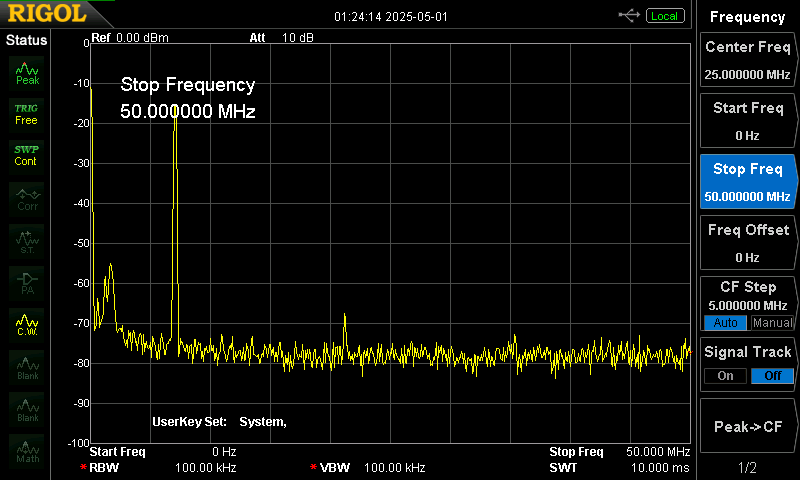 RIGOL
01:24:14 2025-05-01
Local
Status
Ref 0.00 dBm
Att 10 dB
Peak
TRIG
Free
SWP
Cont
Corr
S.T.
PA
C.W.
Blank
Blank
Math
0
-10
-20
-30
-40
-50
-60
-70
-80
-90
-100
Stop Frequency
50.000000 MHz
UserKey Set: System,
Start Freq 0 Hz
Stop Freq 50.000 MHz
*RBW 100.00 kHz
*VBW 100.00 kHz
SWT 10.000 ms
Frequency
Center Freq
25.000000 MHz
Start Freq
0 Hz
Stop Freq
50.000000 MHz
Freq Offset
0 Hz
CF Step
5.000000 MHz
Auto Manual
Signal Track
On Off
Peak->CF
1/2